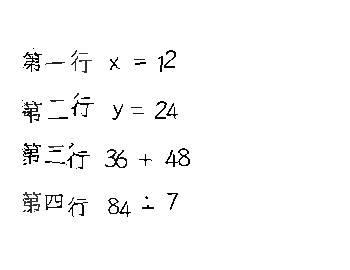 第一行 x = 12
第二行 y = 24
第三行 36 + 48
第四行 84 ÷ 7